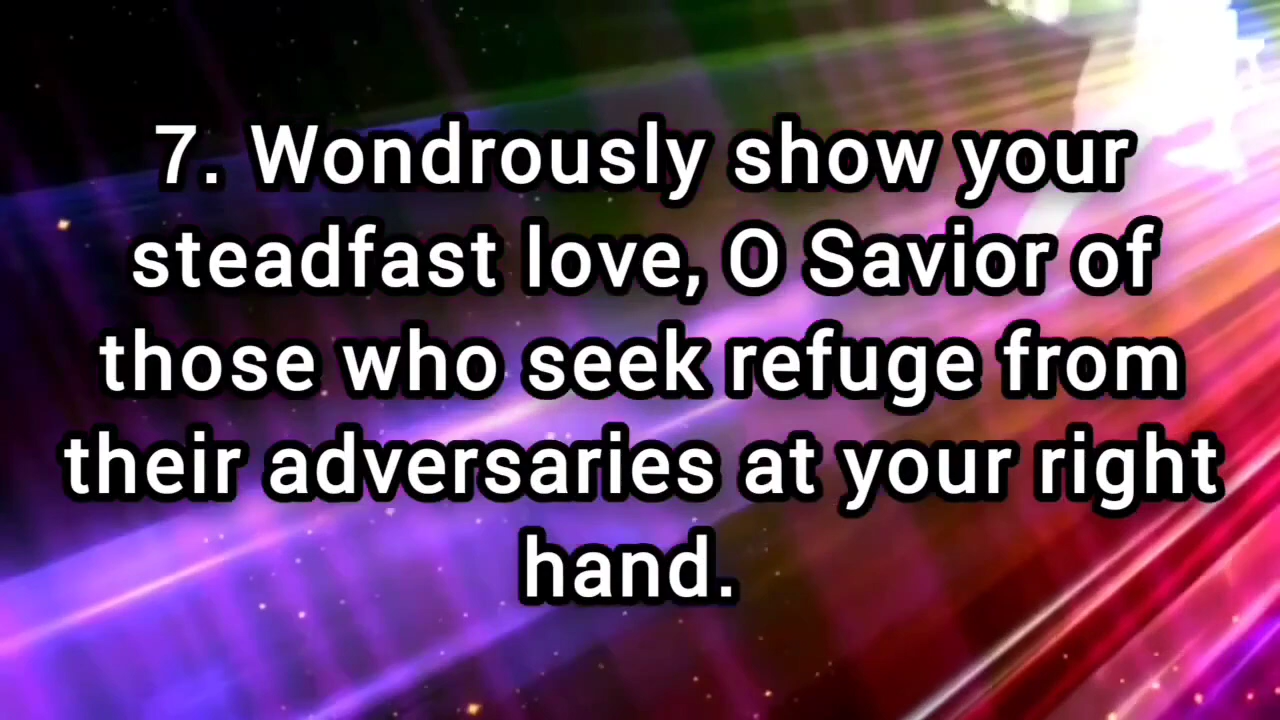 7. Wondrously show your
steadfast love, O Savior of
those who seek refuge from
their adversaries at your right
hand.